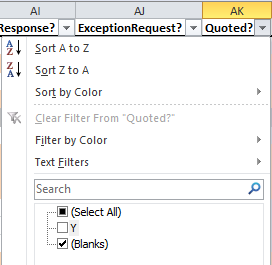 AI AJ AK
Response? ExceptionRequest? Quoted?
Sort A to Z
Sort Z to A
Sort by Color
Clear Filter From "Quoted?"
Filter by Color
Text Filters
Search
(Select All)
Y
(Blanks)